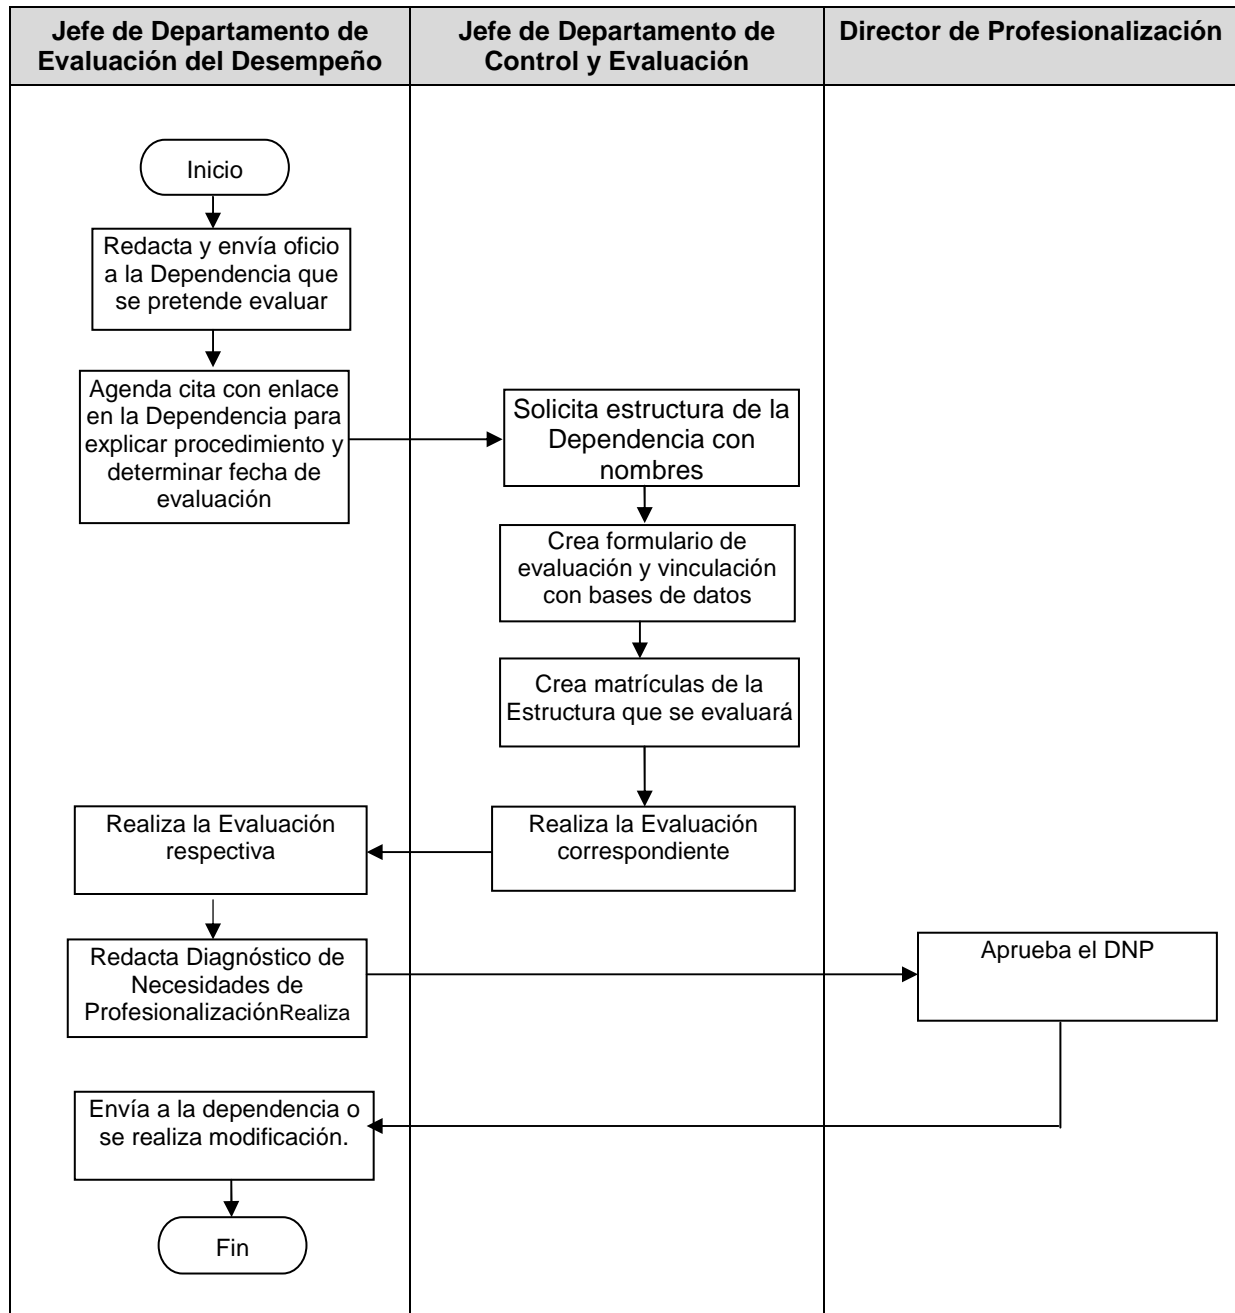 Jefe de Departamento de
Evaluación del Desempeño
Jefe de Departamento de
Control y Evaluación
Director de Profesionalización
Inicio
Redacta y envía oficio
a la Dependencia que
se pretende evaluar
Agenda cita con enlace
en la Dependencia para
explicar procedimiento y
determinar fecha de
evaluación
Solicita estructura de la
Dependencia con
nombres
Crea formulario de
evaluación y vinculación
con bases de datos
Crea matrículas de la
Estructura que se evaluará
Realiza la Evaluación
correspondiente
Realiza la Evaluación
respectiva
Redacta Diagnóstico de
Necesidades de
ProfesionalizaciónRealiza
Aprueba el DNP
Envía a la dependencia o
se realiza modificación.
Fin